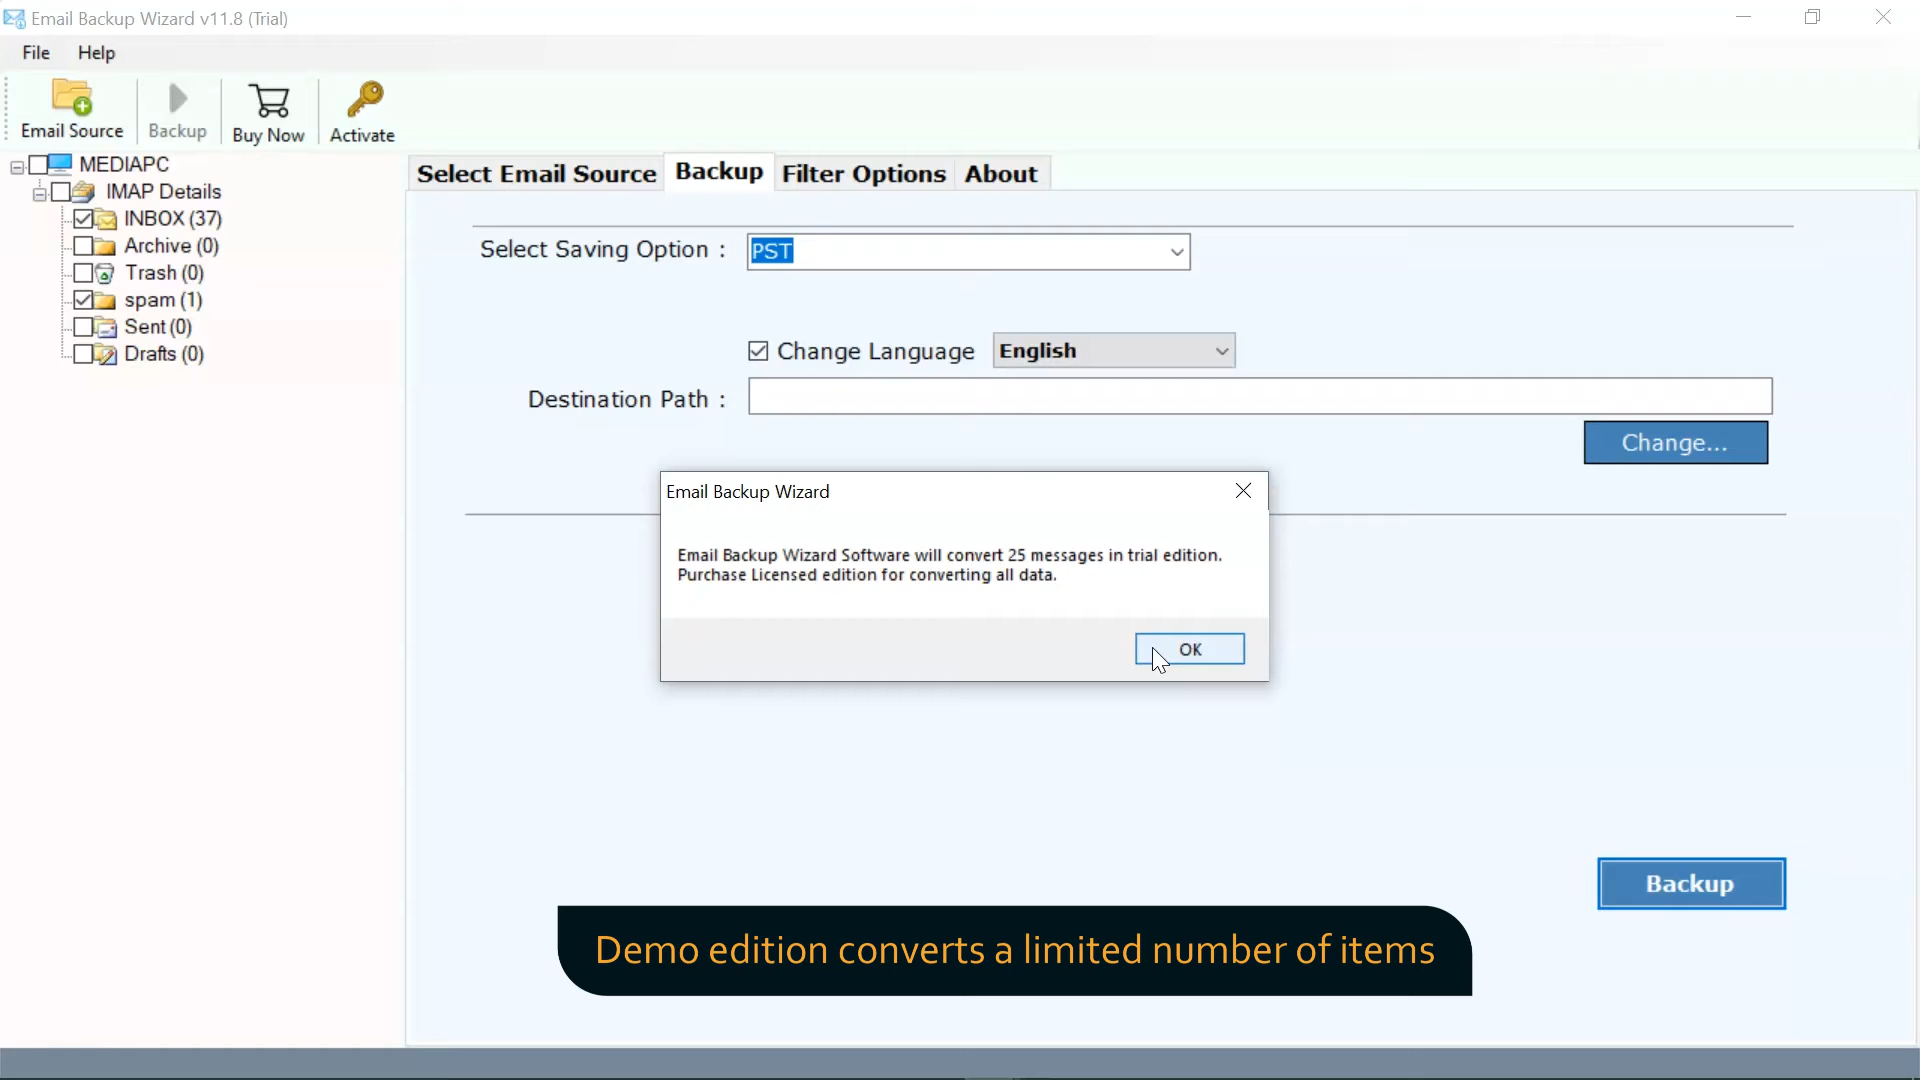 Email Backup Wizard v11.8 (Trial)
File Help
Email Source Backup Buy Now Activate
MEDIAPC
IMAP Details
INBOX (37)
Archive (0)
Trash (0)
spam (1)
Sent (0)
Drafts (0)
Select Email Source Backup Filter Options About
Select Saving Option : PST
Change Language English
Destination Path :
Change...
Email Backup Wizard
Email Backup Wizard Software will convert 25 messages in trial edition.
Purchase Licensed edition for converting all data.
OK
Backup
Demo edition converts a limited number of items